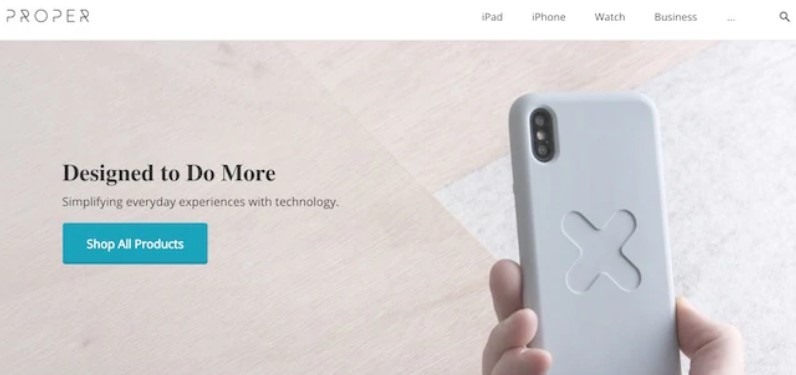 PROPER
iPad iPhone Watch Business ...
Designed to Do More
Simplifying everyday experiences with technology.
Shop All Products